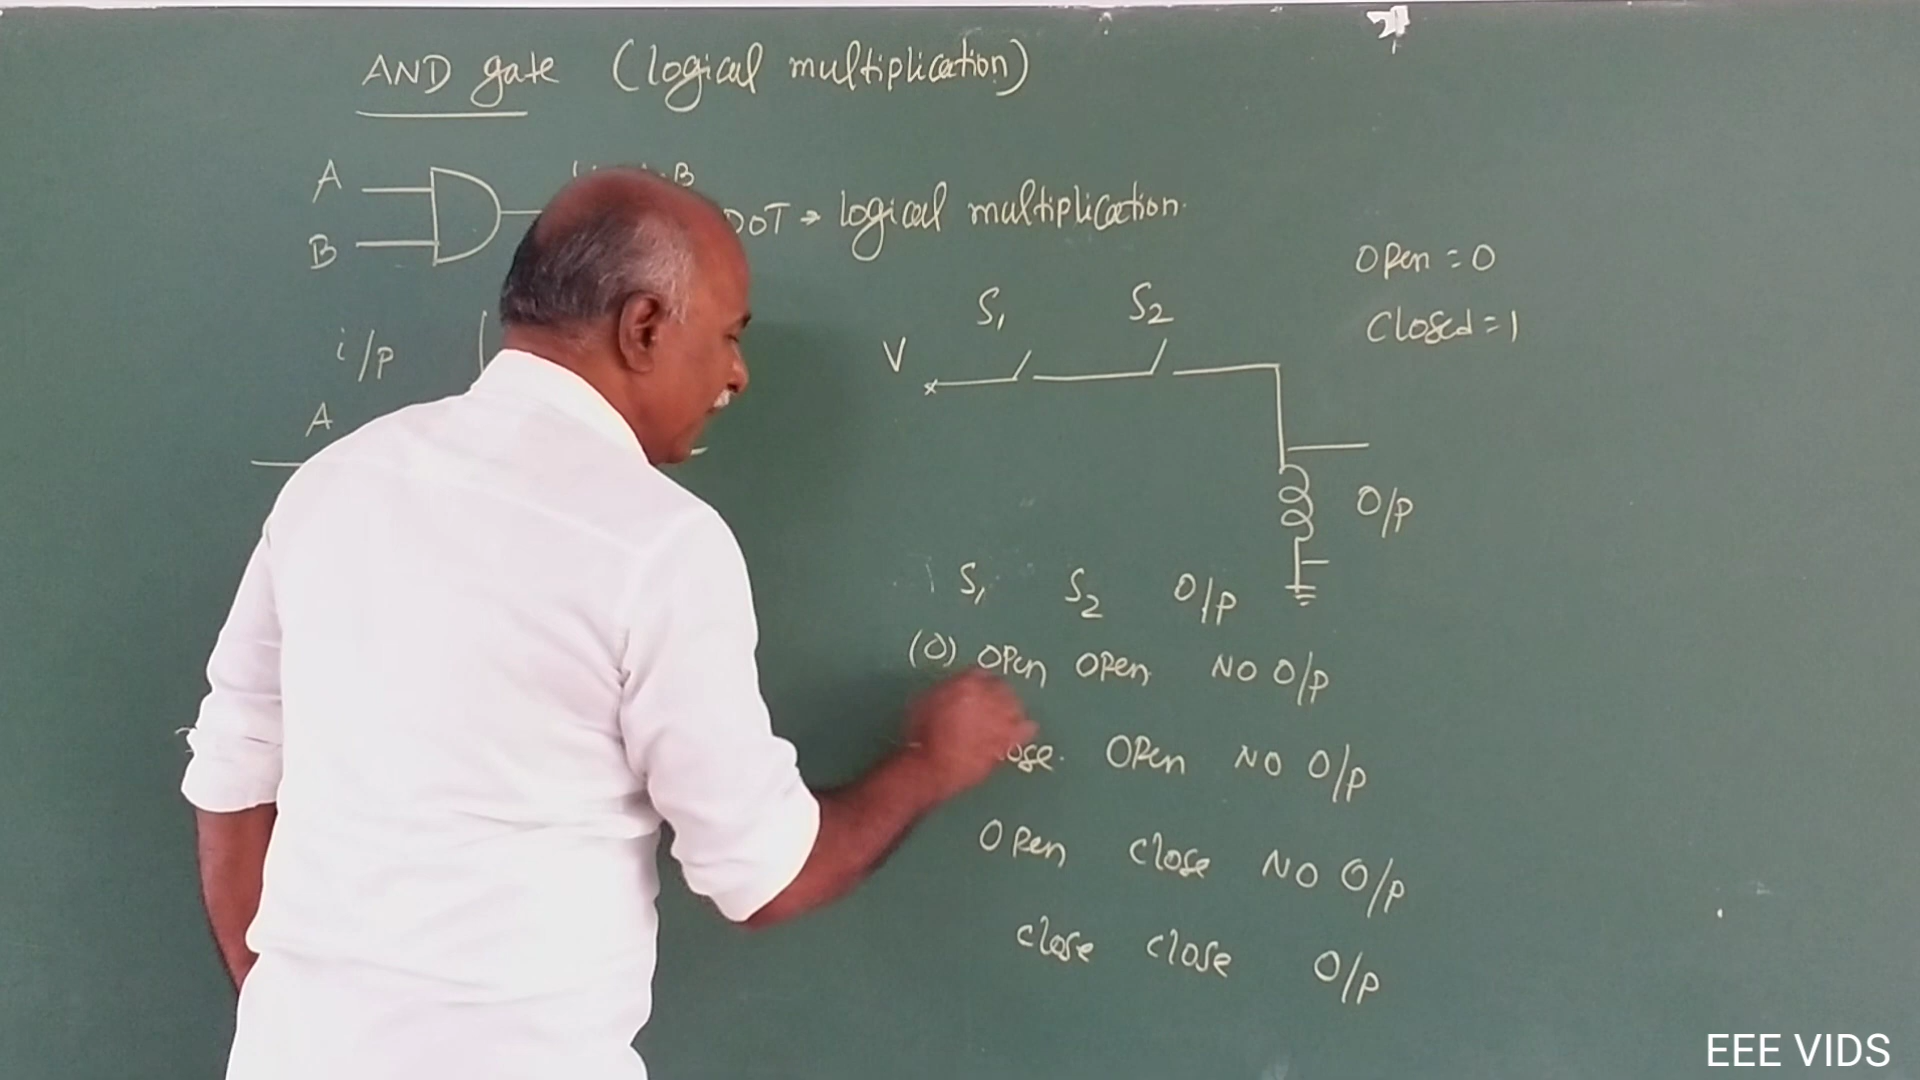 AND gate (logical multiplication)
A
B
B
DOT → logical multiplication.
Open = 0
Closed = 1
S1 S2
V
i/p
A
O/p
S1 S2 O/p
(0) Open Open NO O/p
Open NO O/p
Open close NO O/p
close close O/p
EEE VIDS